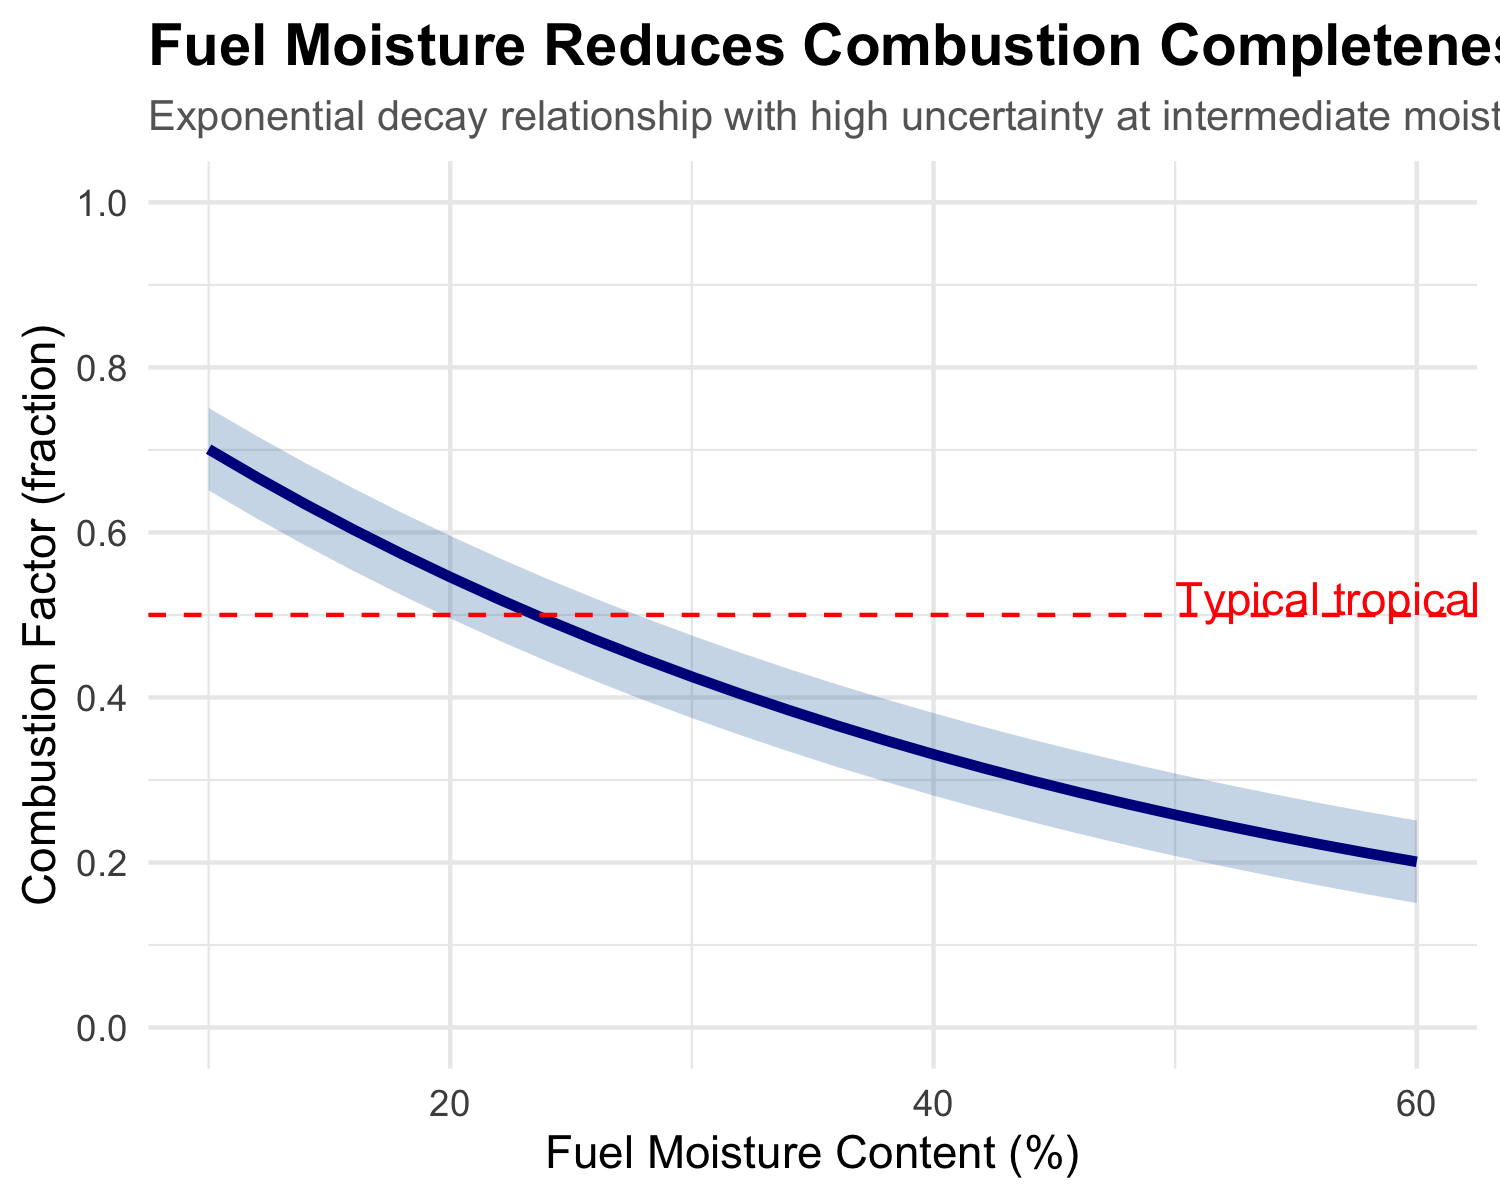 Fuel Moisture Reduces Combustion Completenes
Exponential decay relationship with high uncertainty at intermediate moist
Combustion Factor (fraction)
1.0
0.8
0.6
0.4
0.2
0.0
Typical tropical
20 40 60
Fuel Moisture Content (%)